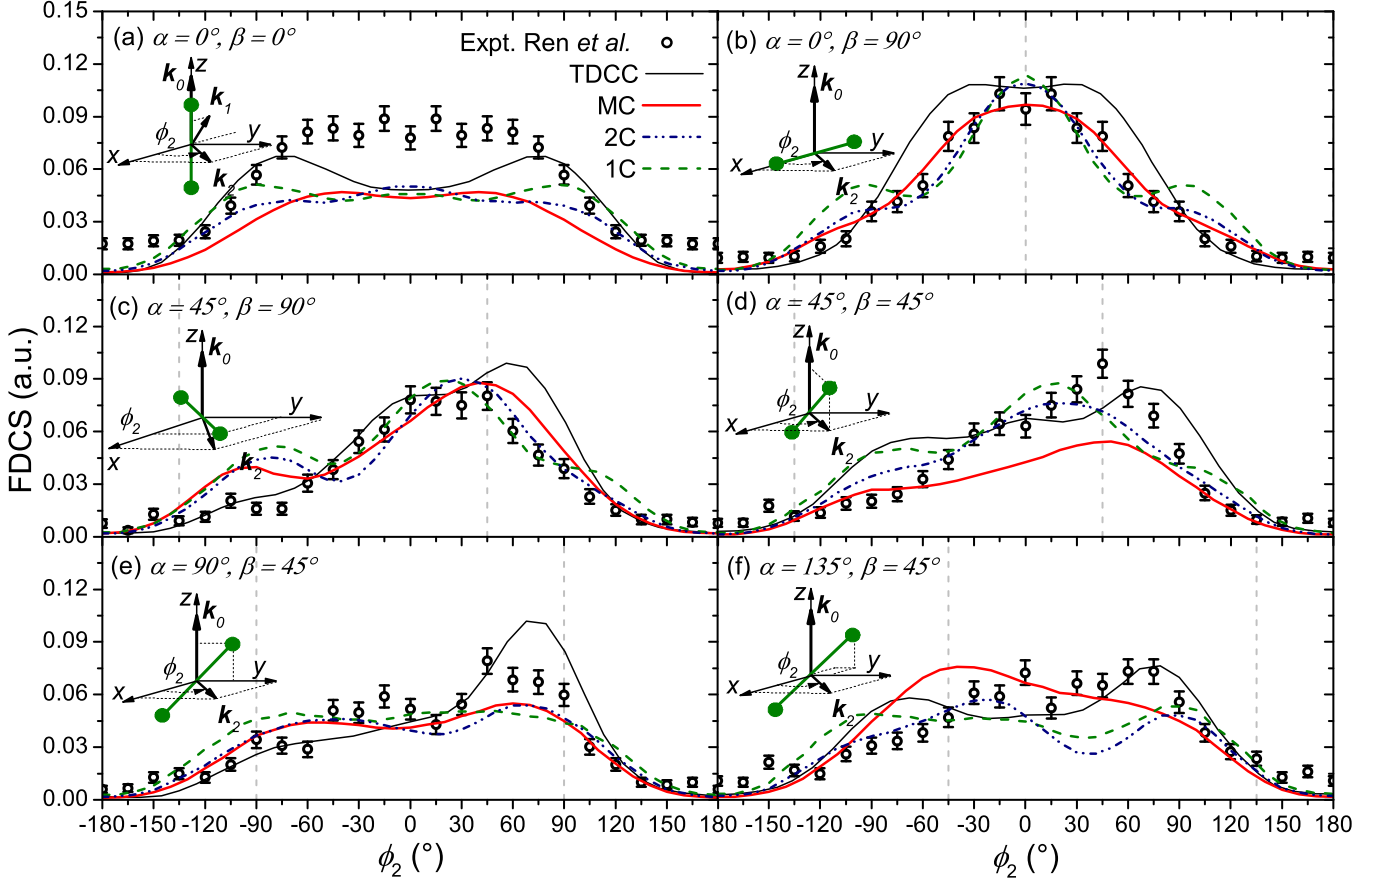 FDCS (a.u.)
0.15
0.12
0.09
0.06
0.03
0.00
(a) α = 0°, β = 0°
Expt. Ren et al.
TDCC
MC
2C
1C
z
k0
k1
ϕ2
y
x
k2
(b) α = 0°, β = 90°
z
k0
ϕ2
y
x
k2
0.12
0.09
0.06
0.03
0.00
(c) α = 45°, β = 90°
z
k0
y
ϕ2
x
k2
(d) α = 45°, β = 45°
z
k0
ϕ2
y
x
k2
0.12
0.09
0.06
0.03
0.00
(e) α = 90°, β = 45°
z
k0
ϕ2
y
x
k2
(f) α = 135°, β = 45°
z
k0
ϕ2
y
x
k2
-180 -150 -120 -90 -60 -30 0 30 60 90 120 150 180 -150 -120 -90 -60 -30 0 30 60 90 120 150 180
ϕ2 (°) ϕ2 (°)